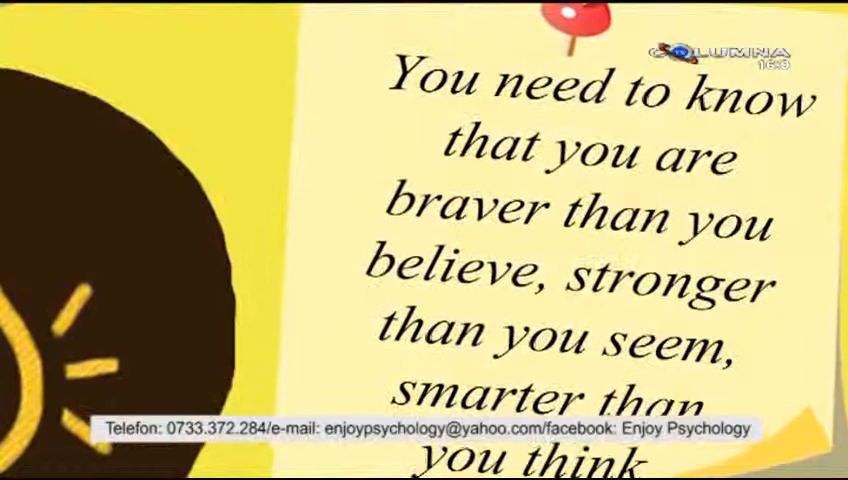 COLUMNA
TV
16:9
You need to know
that you are
braver than you
believe, stronger
than you seem,
smarter than
you think
Telefon: 0733.372.284/e-mail: enjoypsychology@yahoo.com/facebook: Enjoy Psychology